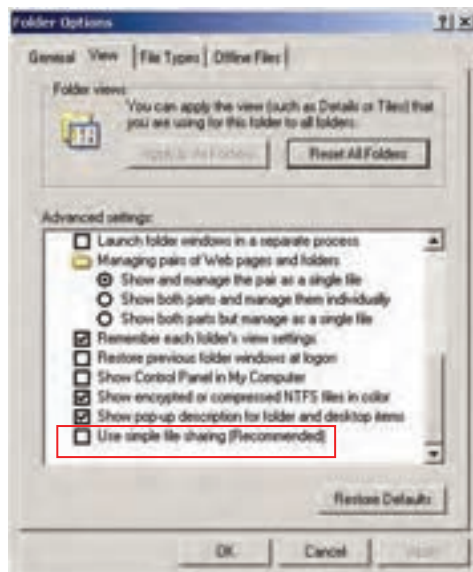 Folder Options
General View File Types Offline Files
Folder views
You can apply the view (such as Details or Tiles) that
you are using for this folder to all folders.
Apply to All Folders Reset All Folders
Advanced settings:
Launch folder windows in a separate process
Managing pairs of Web pages and folders
Show and manage the pair as a single file
Show both parts and manage them individually
Show both parts but manage as a single file
Remember each folder's view settings
Restore previous folder windows at logon
Show Control Panel in My Computer
Show encrypted or compressed NTFS files in color
Show pop-up description for folder and desktop items
Use simple file sharing (Recommended)
Restore Defaults
OK Cancel Apply